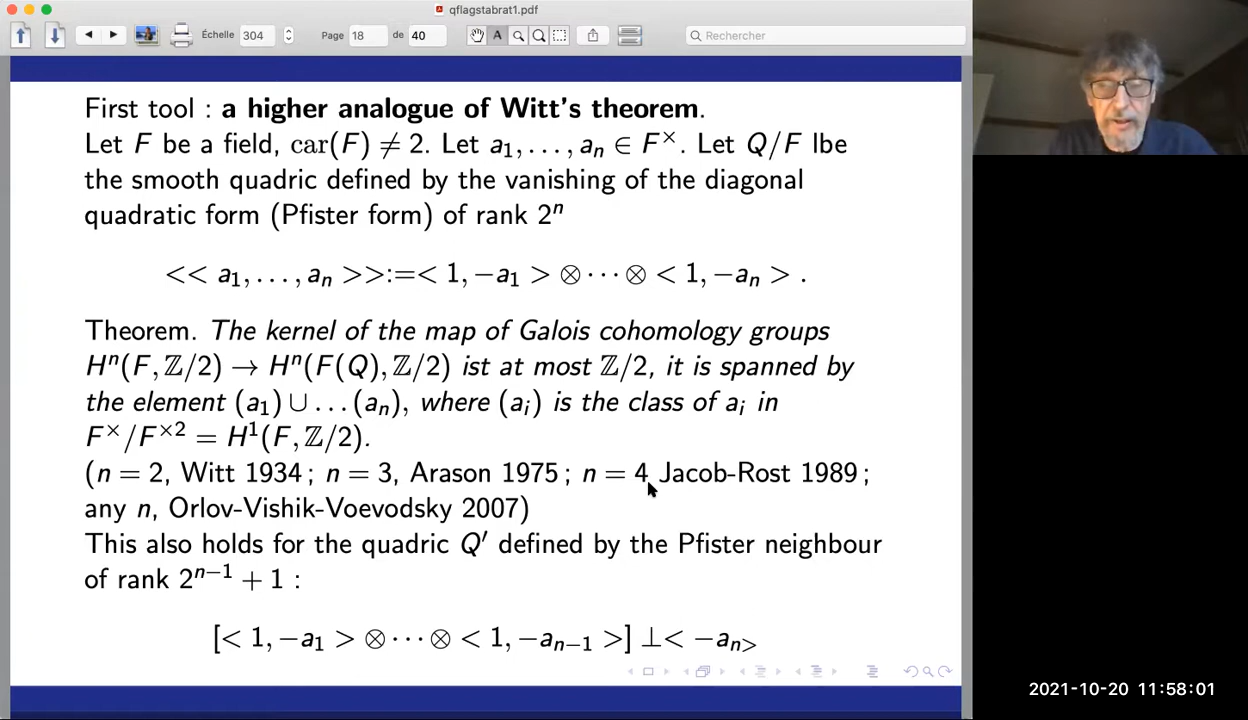 qflagstabrat1.pdf
Échelle 304 Page 18 de 40 A Rechercher
First tool : a higher analogue of Witt's theorem.
Let F be a field, car(F) ≠ 2. Let a₁, . . . , aₙ ∈ F×. Let Q/F lbe
the smooth quadric defined by the vanishing of the diagonal
quadratic form (Pfister form) of rank 2ⁿ
<< a₁, . . . , aₙ >>:=< 1, −a₁ > ⊗ · · · ⊗ < 1, −aₙ > .
Theorem. The kernel of the map of Galois cohomology groups
Hⁿ(F, ℤ/2) → Hⁿ(F(Q), ℤ/2) ist at most ℤ/2, it is spanned by
the element (a₁) ∪ . . . (aₙ), where (aᵢ) is the class of aᵢ in
F×/F×² = H¹(F, ℤ/2).
(n = 2, Witt 1934 ; n = 3, Arason 1975 ; n = 4, Jacob-Rost 1989 ;
any n, Orlov-Vishik-Voevodsky 2007)
This also holds for the quadric Q′ defined by the Pfister neighbour
of rank 2ⁿ⁻¹ + 1 :
[< 1, −a₁ > ⊗ · · · ⊗ < 1, −aₙ₋₁ >] ⊥< −a_{n>}
2021-10-20 11:58:01